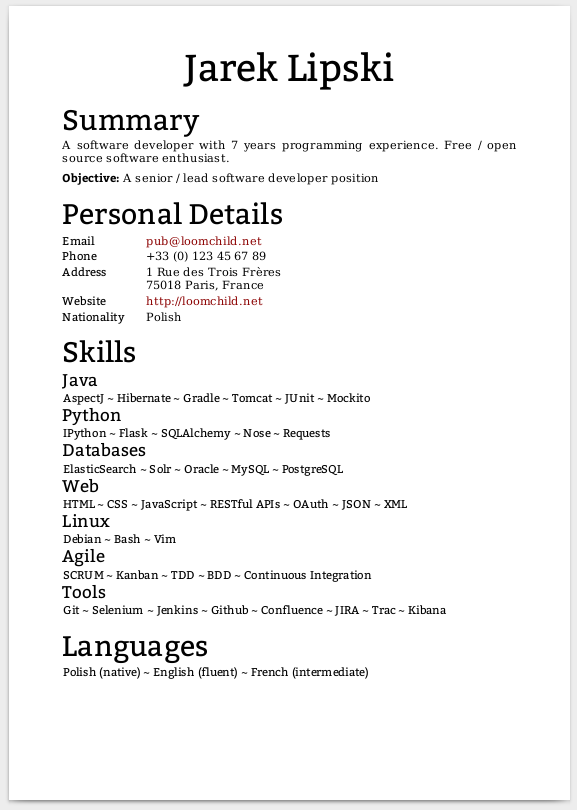 Jarek Lipski
Summary
A software developer with 7 years programming experience. Free / open
source software enthusiast.
Objective: A senior / lead software developer position
Personal Details
Email pub@loomchild.net
Phone +33 (0) 123 45 67 89
Address 1 Rue des Trois Frères
75018 Paris, France
Website http://loomchild.net
Nationality Polish
Skills
Java
AspectJ ~ Hibernate ~ Gradle ~ Tomcat ~ JUnit ~ Mockito
Python
IPython ~ Flask ~ SQLAlchemy ~ Nose ~ Requests
Databases
ElasticSearch ~ Solr ~ Oracle ~ MySQL ~ PostgreSQL
Web
HTML ~ CSS ~ JavaScript ~ RESTful APIs ~ OAuth ~ JSON ~ XML
Linux
Debian ~ Bash ~ Vim
Agile
SCRUM ~ Kanban ~ TDD ~ BDD ~ Continuous Integration
Tools
Git ~ Selenium ~ Jenkins ~ Github ~ Confluence ~ JIRA ~ Trac ~ Kibana
Languages
Polish (native) ~ English (fluent) ~ French (intermediate)